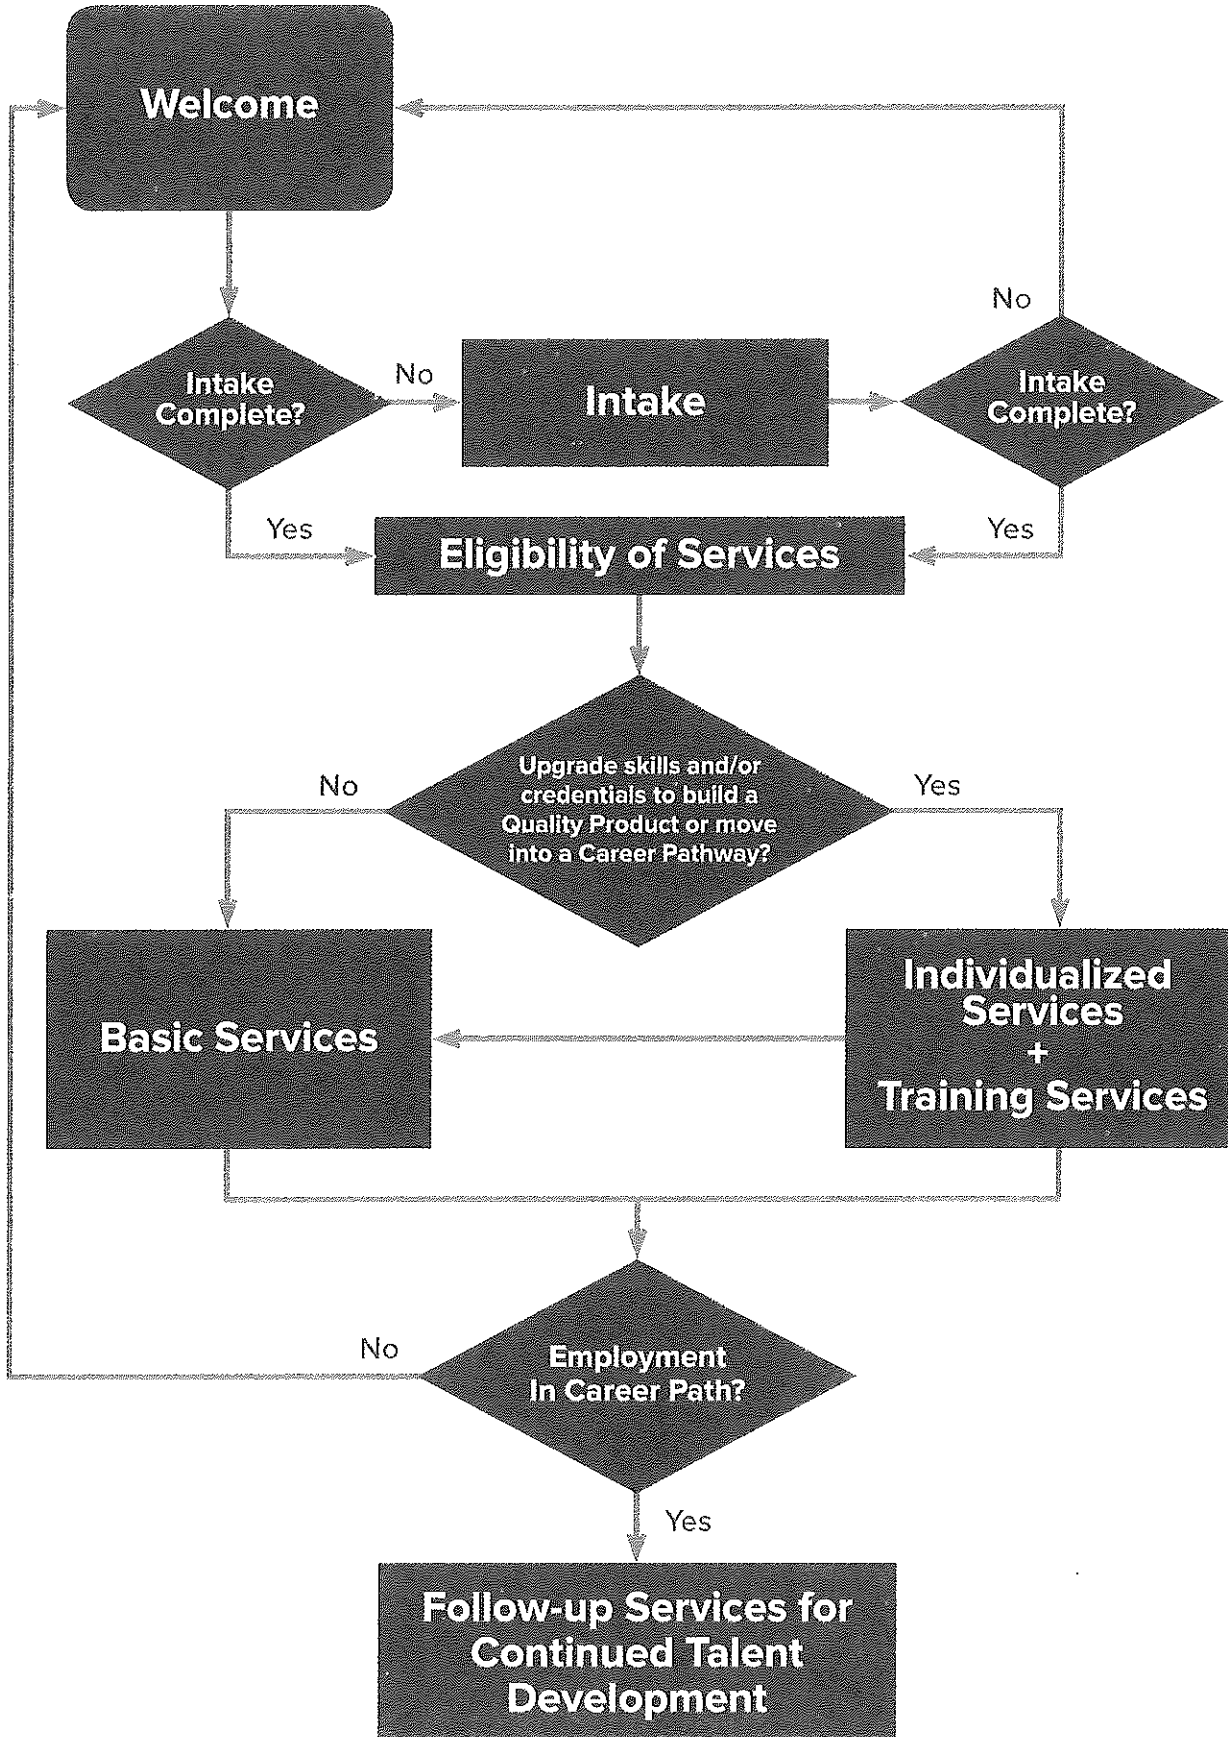 Welcome
No
Intake
Complete?
No
Intake
Intake
Complete?
Yes
Eligibility of Services
Yes
No
Upgrade skills and/or
credentials to build a
Quality Product or move
into a Career Pathway?
Yes
Basic Services
Individualized
Services
+
Training Services
No
Employment
In Career Path?
Yes
Follow-up Services for
Continued Talent
Development